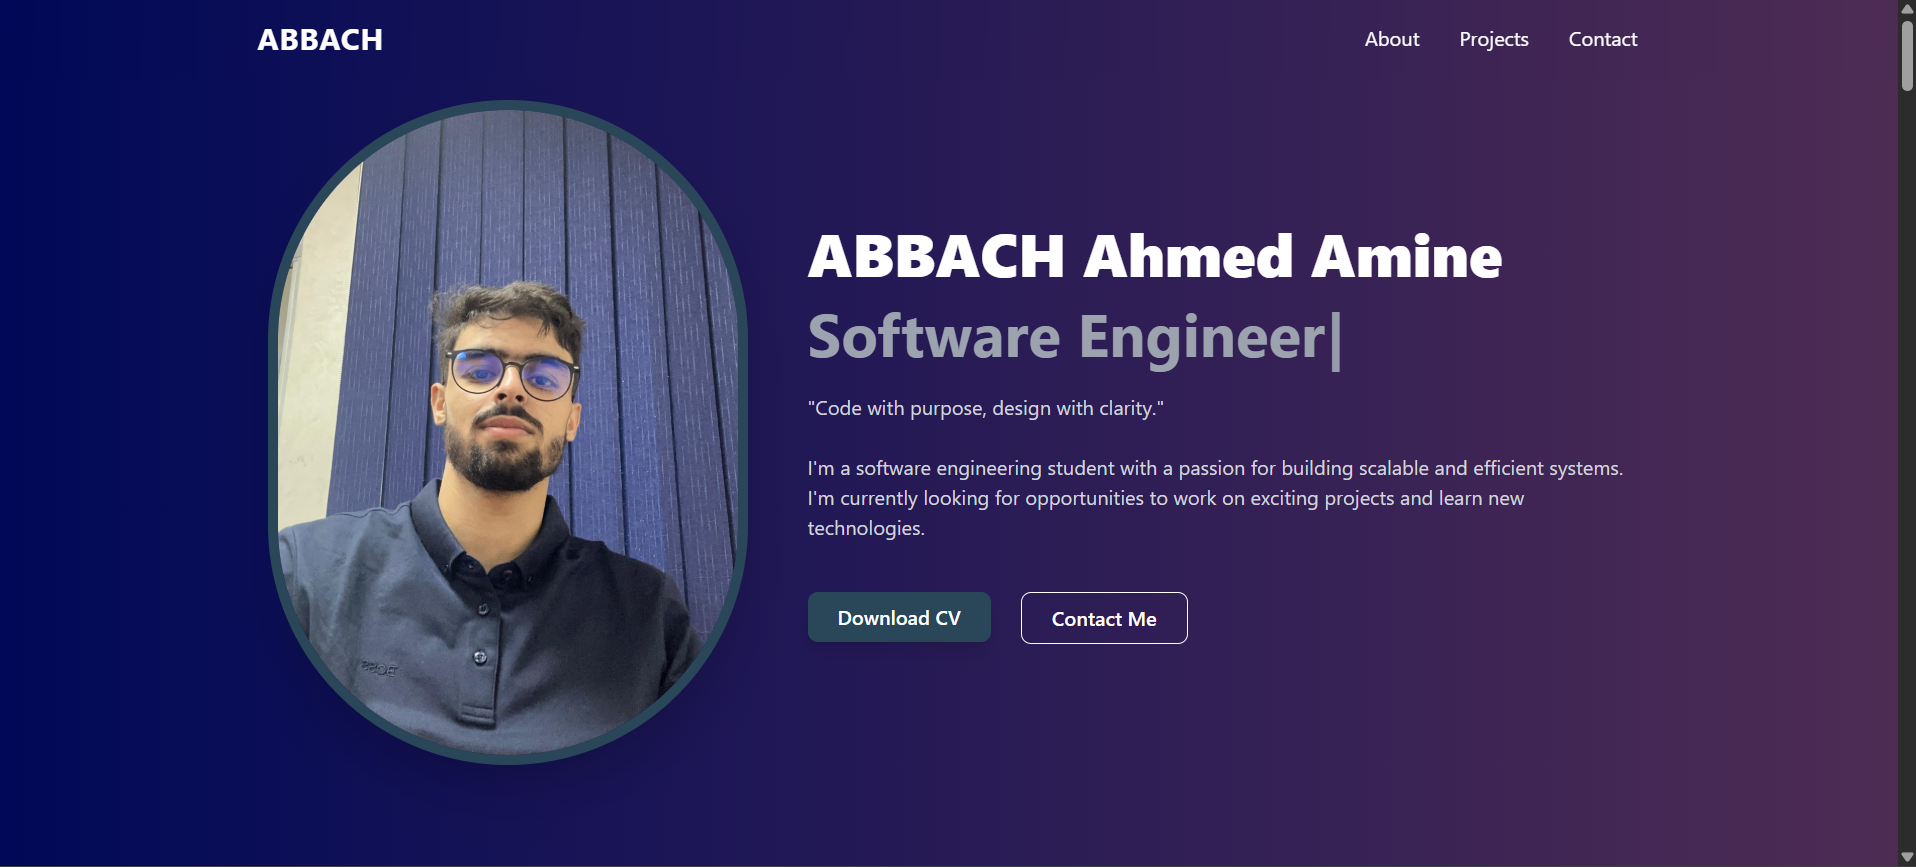 ABBACH
About Projects Contact
ABBACH Ahmed Amine
Software Engineer|
"Code with purpose, design with clarity."
I'm a software engineering student with a passion for building scalable and efficient systems.
I'm currently looking for opportunities to work on exciting projects and learn new
technologies.
Download CV
Contact Me